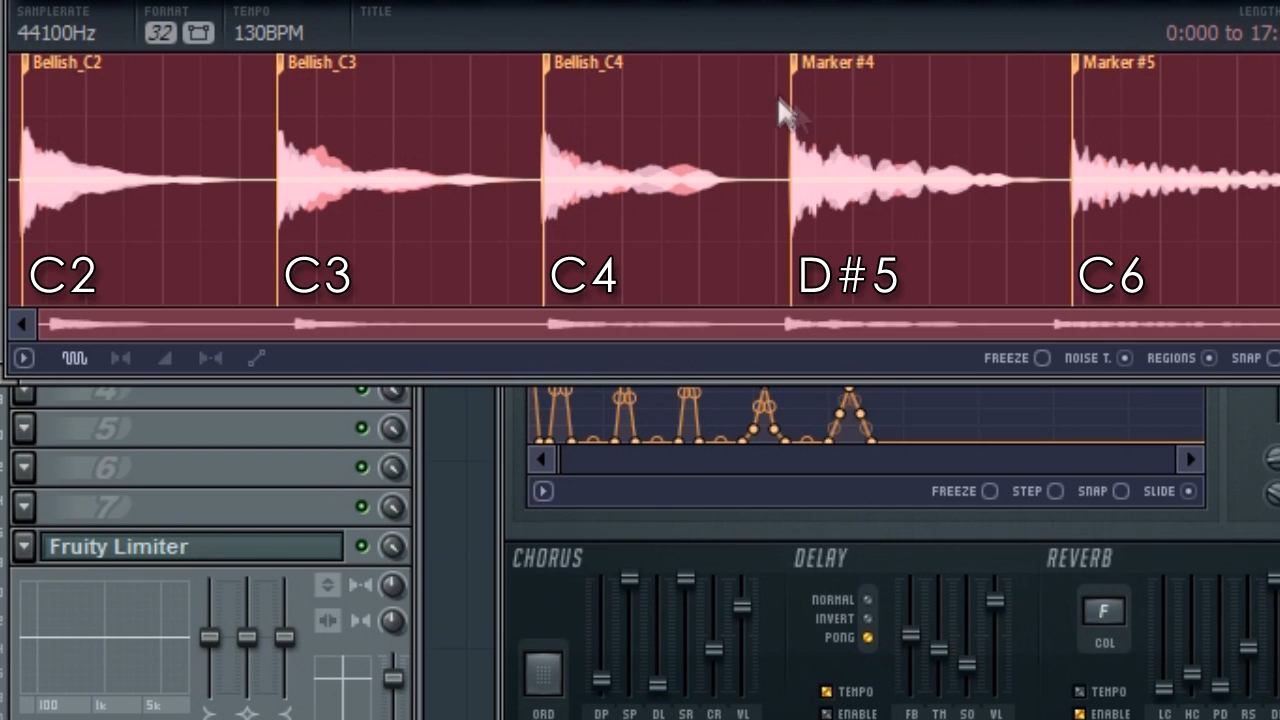 SAMPLERATE FORMAT TEMPO TITLE LENGTH
44100Hz 32 130BPM 0:000 to 17:
Bellish_C2 Bellish_C3 Bellish_C4 Marker #4 Marker #5
C2 C3 C4 D#5 C6
FREEZE NOISE T. REGIONS SNAP
4
5
6
7
FREEZE STEP SNAP SLIDE
Fruity Limiter
CHORUS DELAY REVERB
NORMAL
INVERT
PONG
F
COL
TEMPO TEMPO
100 1k 5k
ORD DP SP DL SR CR VL ENABLE FB TM SO VL ENABLE LC HC PD RS